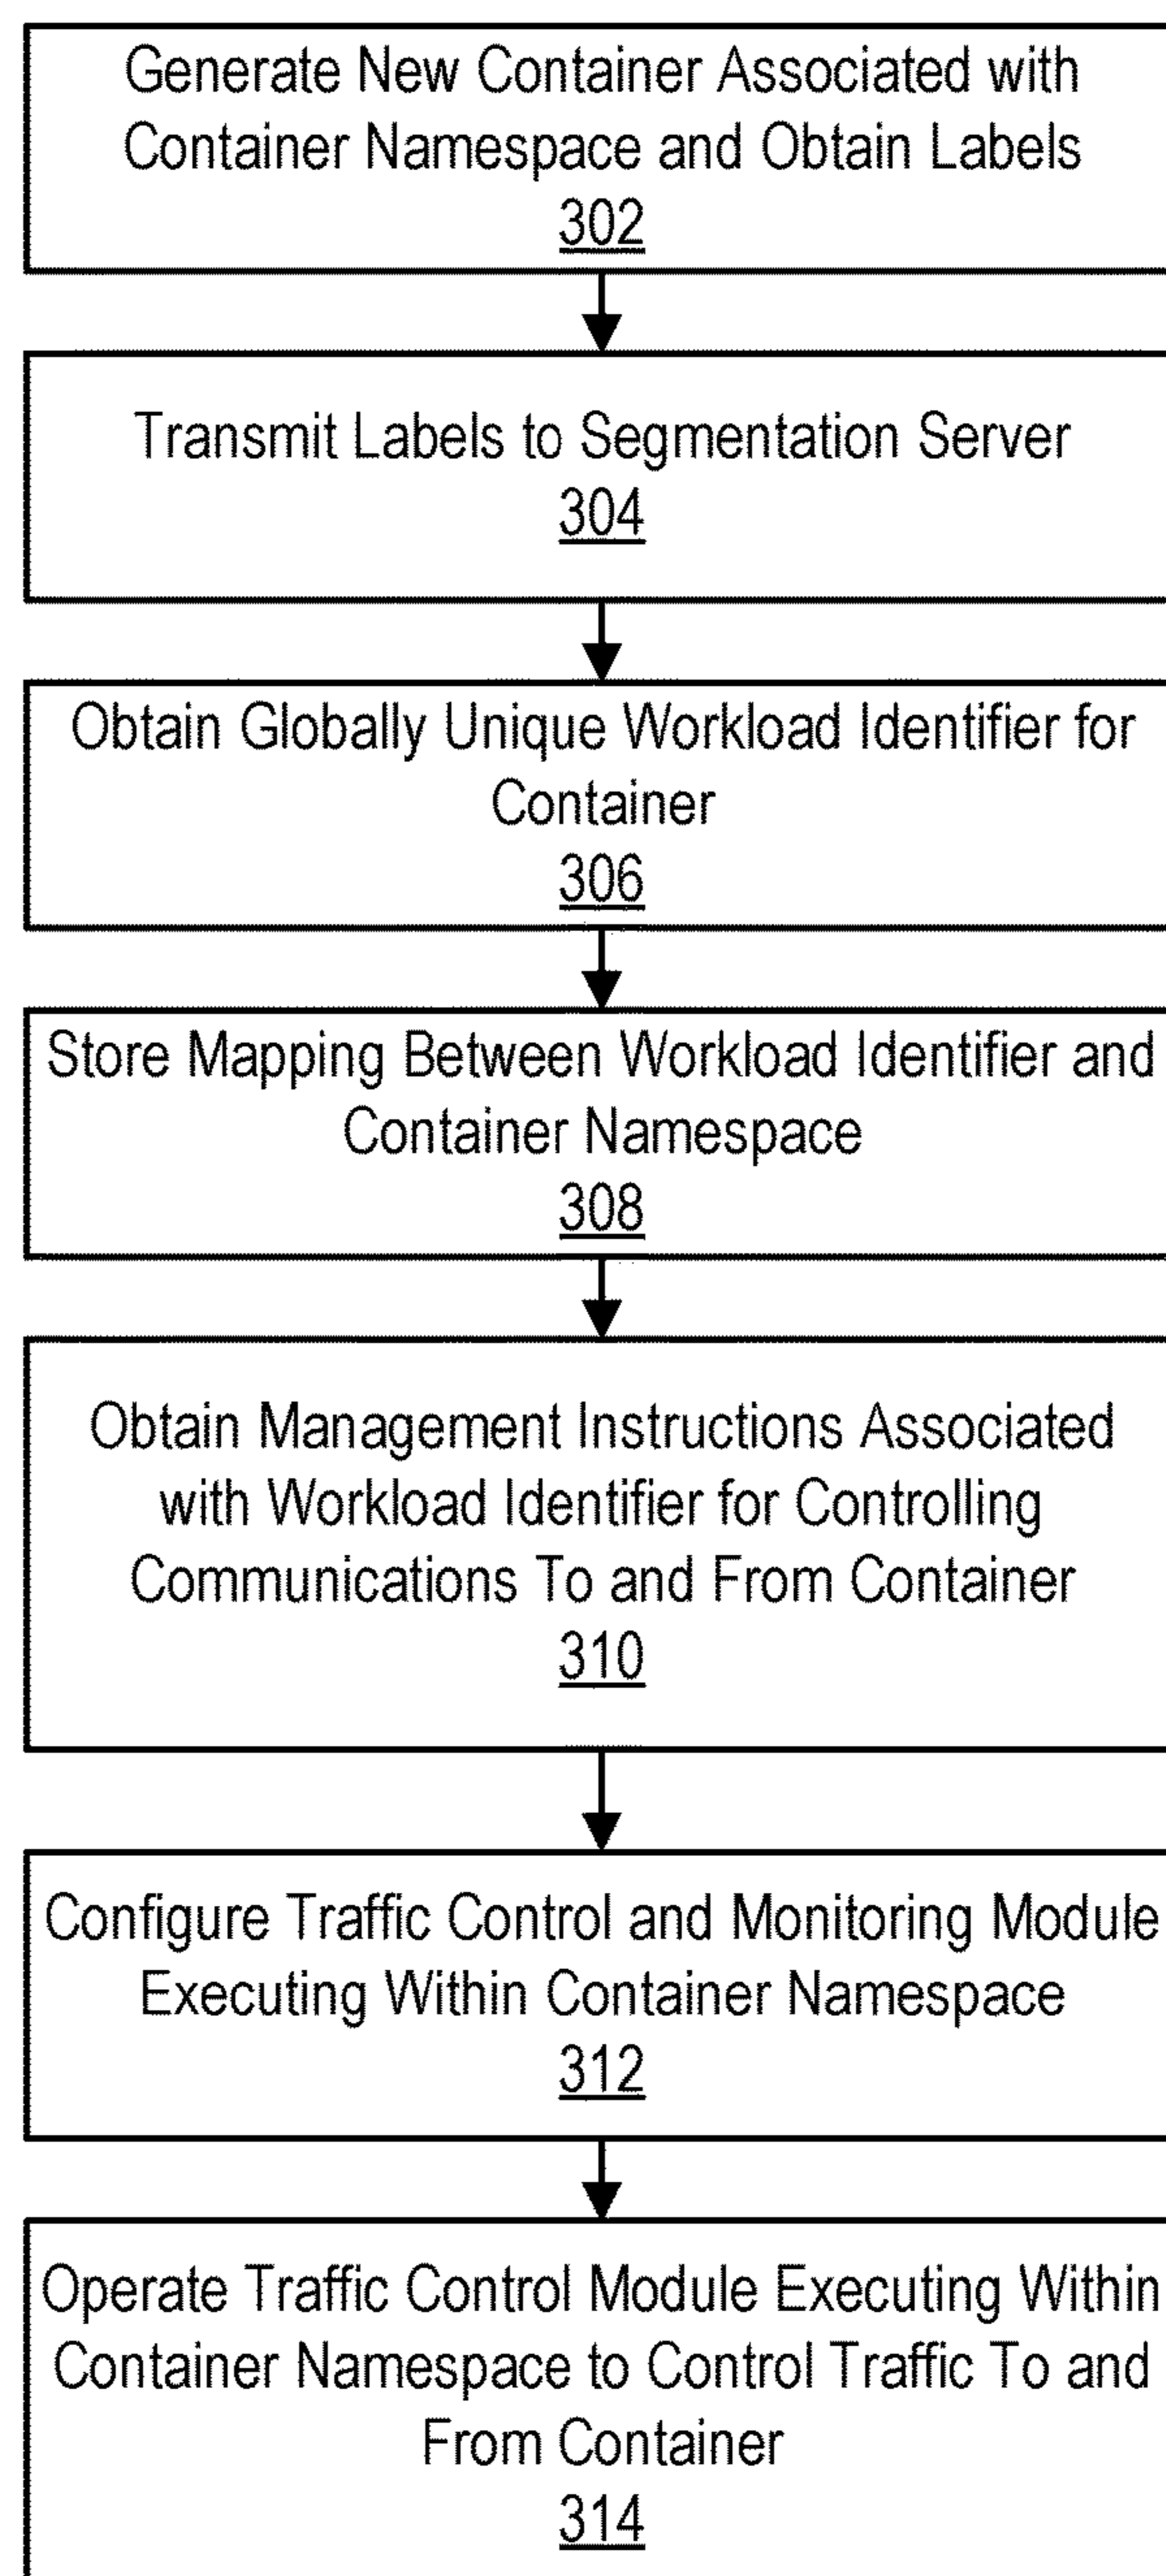 Generate New Container Associated with
Container Namespace and Obtain Labels
302
Transmit Labels to Segmentation Server
304
Obtain Globally Unique Workload Identifier for
Container
306
Store Mapping Between Workload Identifier and
Container Namespace
308
Obtain Management Instructions Associated
with Workload Identifier for Controlling
Communications To and From Container
310
Configure Traffic Control and Monitoring Module
Executing Within Container Namespace
312
Operate Traffic Control Module Executing Within
Container Namespace to Control Traffic To and
From Container
314